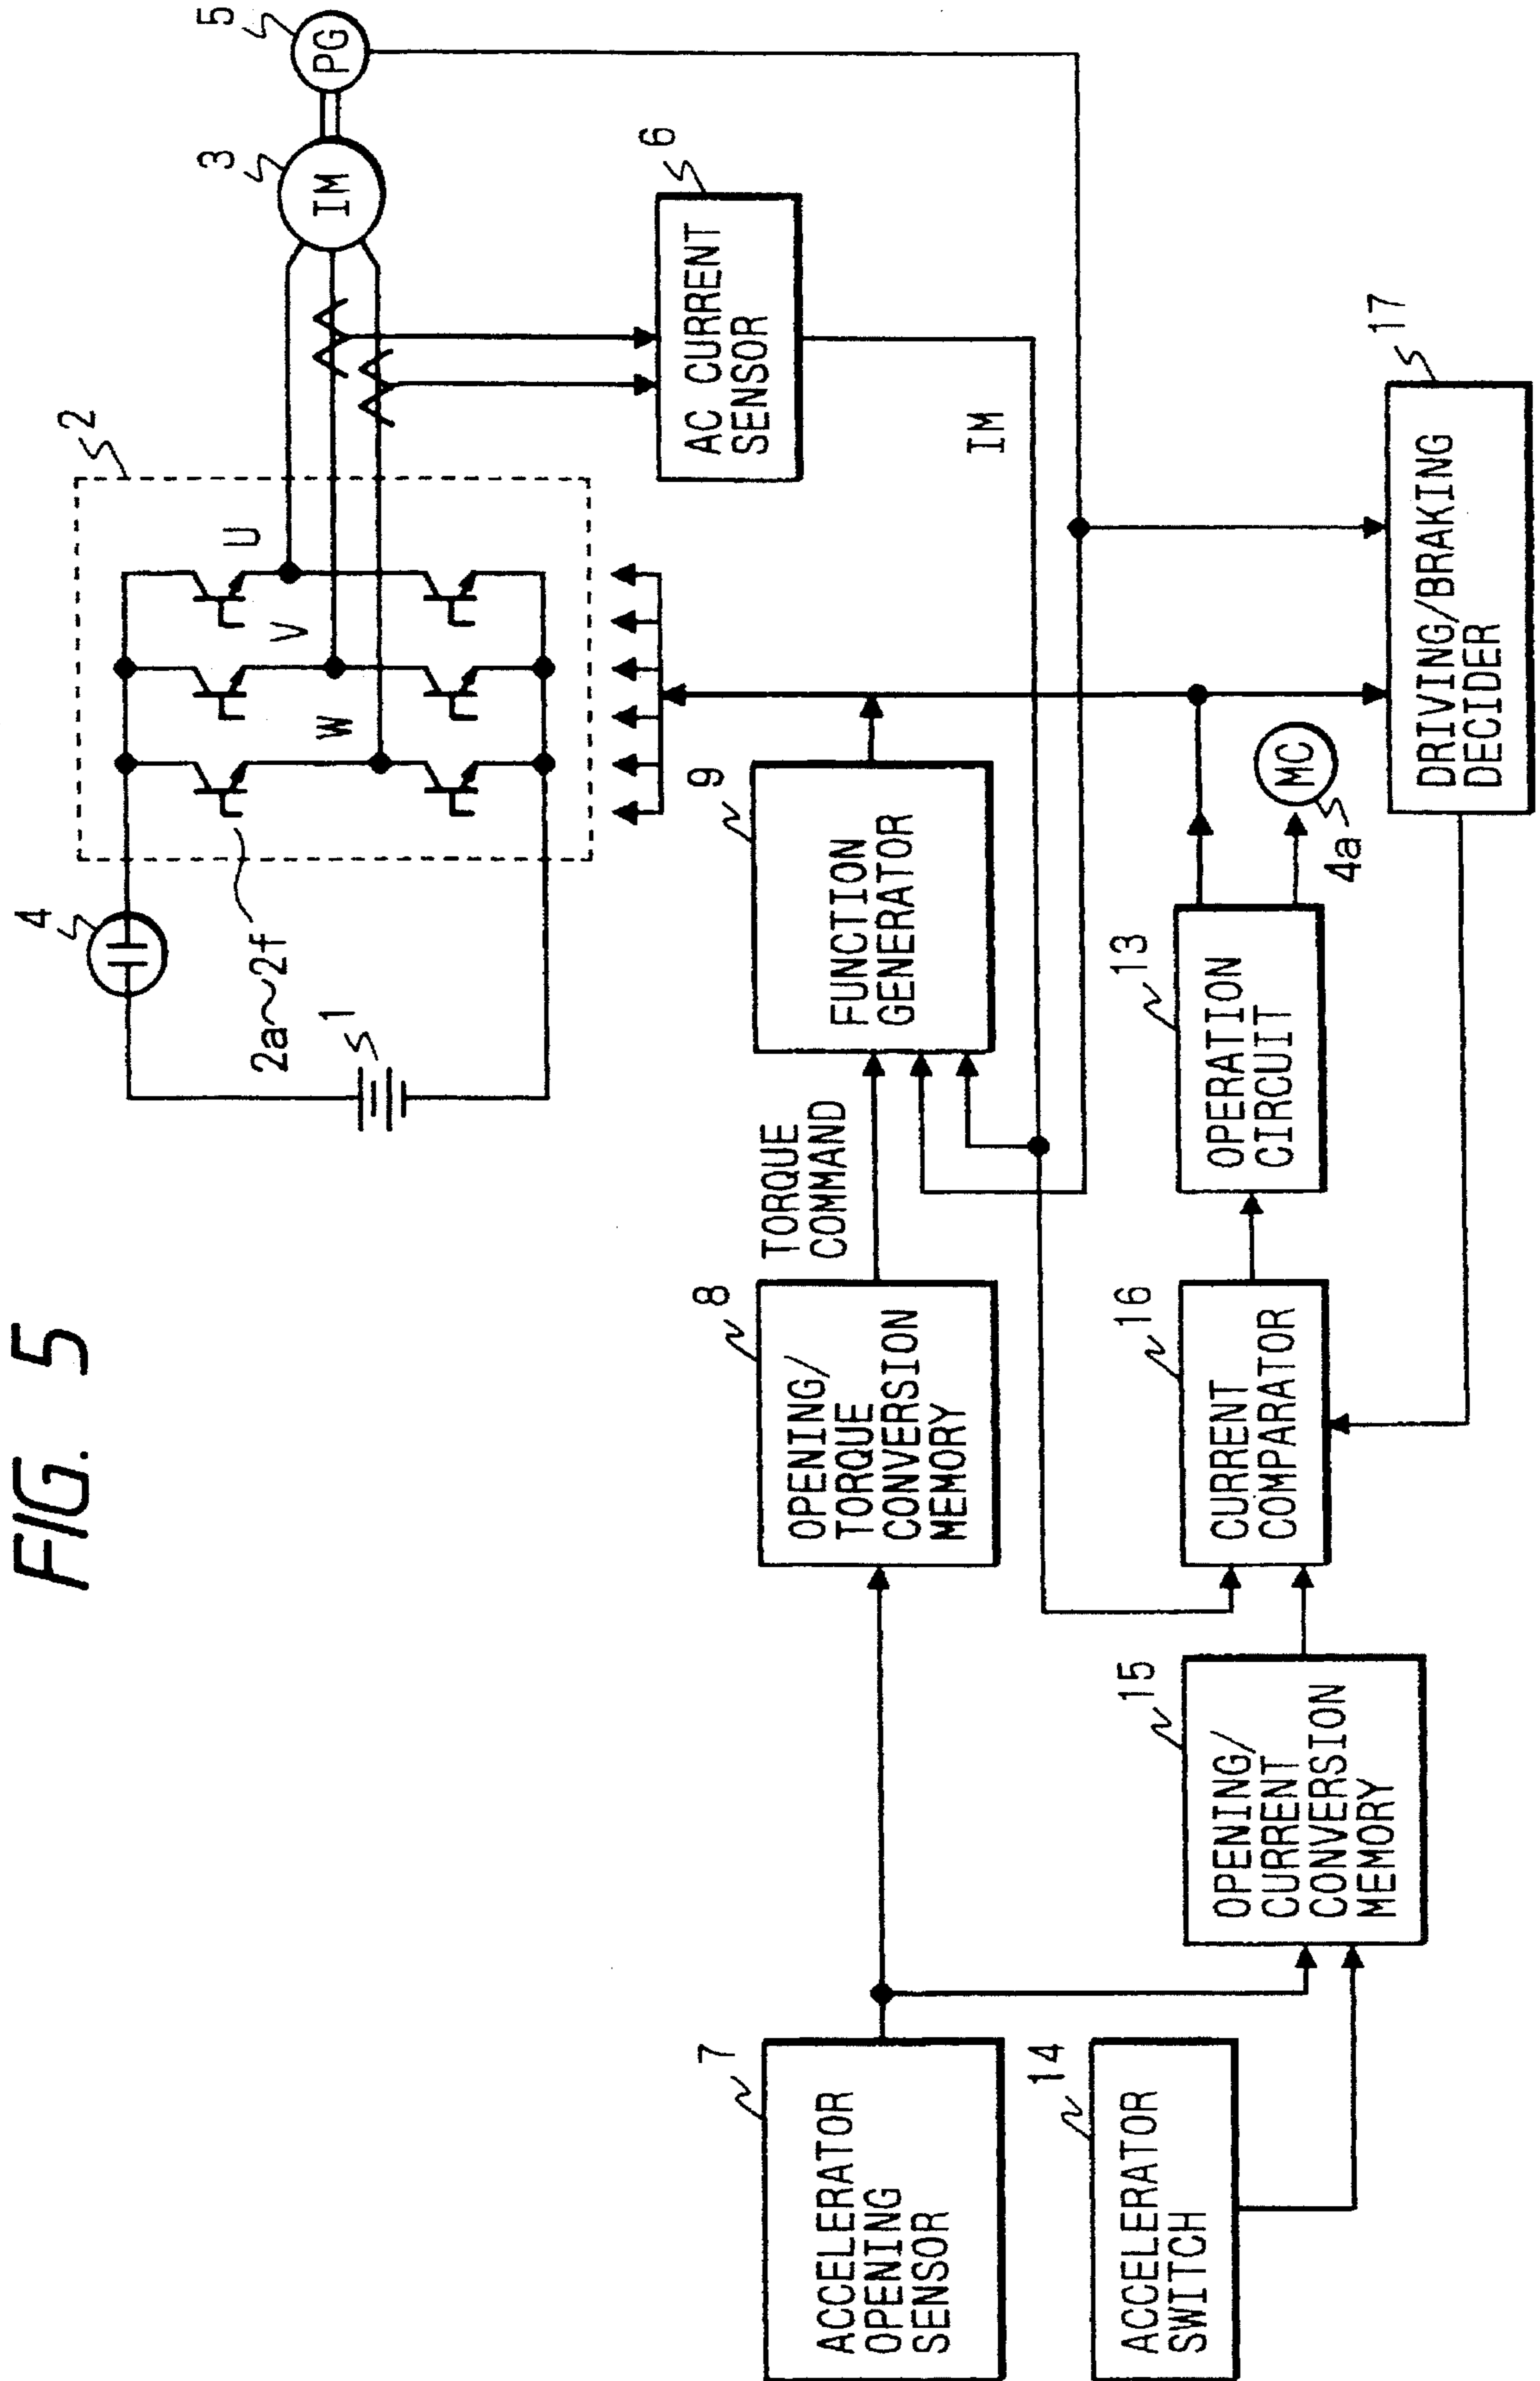 FIG. 5
4
2
3
5
2a~2f
1
U
V
W
IM
PG
6
AC CURRENT
SENSOR
IM
7
ACCELERATOR
OPENING
SENSOR
8
OPENING/
TORQUE
CONVERSION
MEMORY
TORQUE
COMMAND
9
FUNCTION
GENERATOR
14
ACCELERATOR
SWITCH
15
OPENING/
CURRENT
CONVERSION
MEMORY
16
CURRENT
COMPARATOR
13
OPERATION
CIRCUIT
MC
4a
17
DRIVING/BRAKING
DECIDER